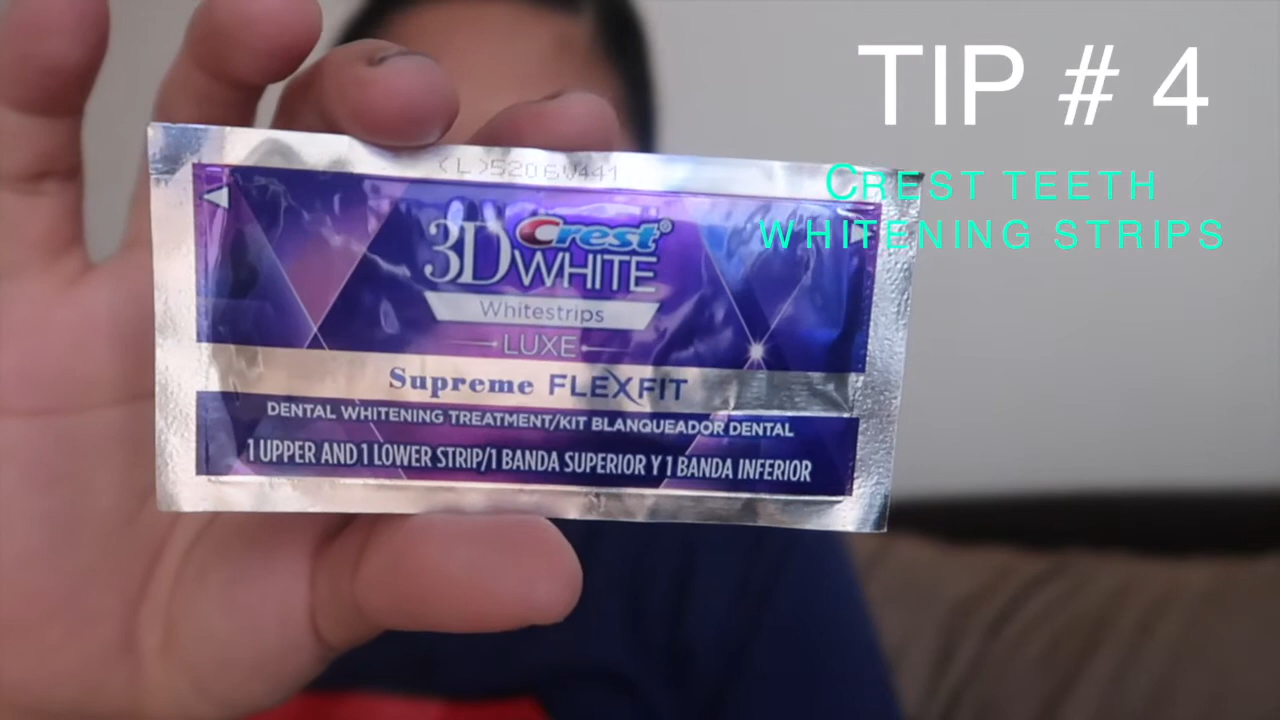 TIP # 4
CREST TEETH
WHITENING STRIPS
(L)5206V441
Crest®
3D WHITE
Whitestrips
LUXE
Supreme FLEXFIT
DENTAL WHITENING TREATMENT/KIT BLANQUEADOR DENTAL
1 UPPER AND 1 LOWER STRIP/1 BANDA SUPERIOR Y 1 BANDA INFERIOR